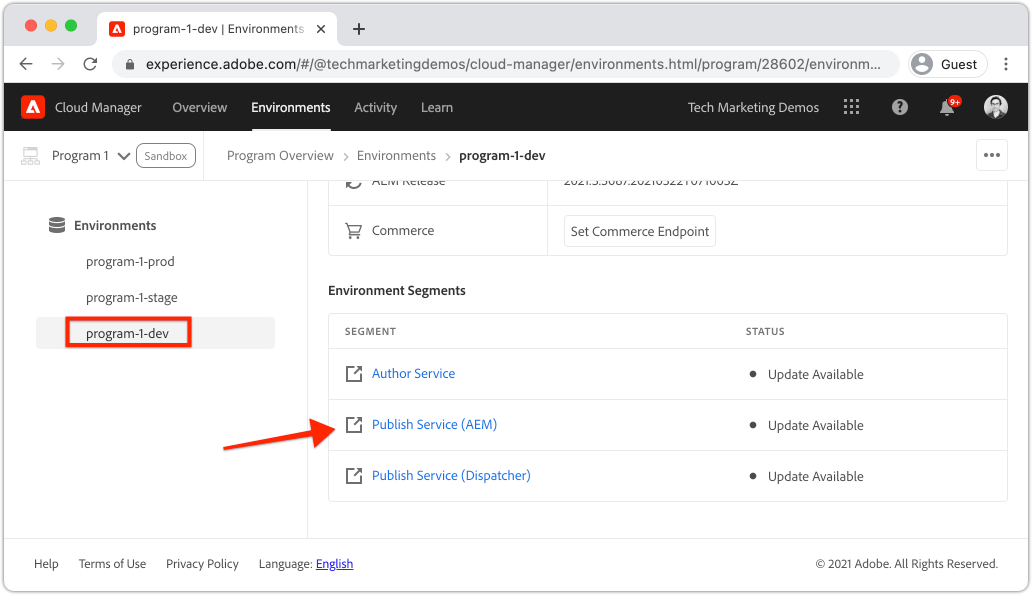 program-1-dev | Environments
experience.adobe.com/#/@techmarketingdemos/cloud-manager/environments.html/program/28602/environm...
Guest
Cloud Manager Overview Environments Activity Learn Tech Marketing Demos 9+
Program 1 Sandbox Program Overview > Environments > program-1-dev
AEM Release 2021.3.5087.20210322T071003Z
Environments
Commerce Set Commerce Endpoint
program-1-prod
program-1-stage
program-1-dev
Environment Segments
SEGMENT STATUS
Author Service Update Available
Publish Service (AEM) Update Available
Publish Service (Dispatcher) Update Available
Help Terms of Use Privacy Policy Language: English © 2021 Adobe. All Rights Reserved.